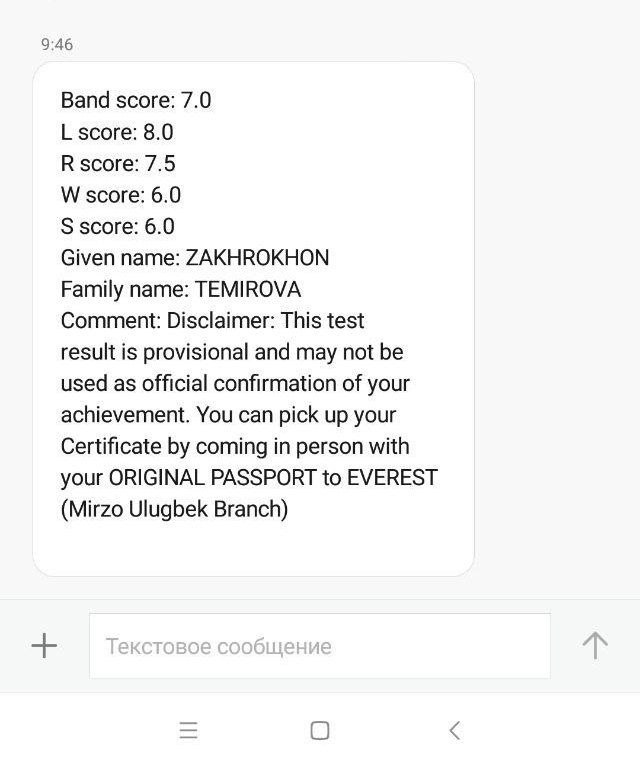 9:46
Band score: 7.0
L score: 8.0
R score: 7.5
W score: 6.0
S score: 6.0
Given name: ZAKHROKHON
Family name: TEMIROVA
Comment: Disclaimer: This test
result is provisional and may not be
used as official confirmation of your
achievement. You can pick up your
Certificate by coming in person with
your ORIGINAL PASSPORT to EVEREST
(Mirzo Ulugbek Branch)
Текстовое сообщение